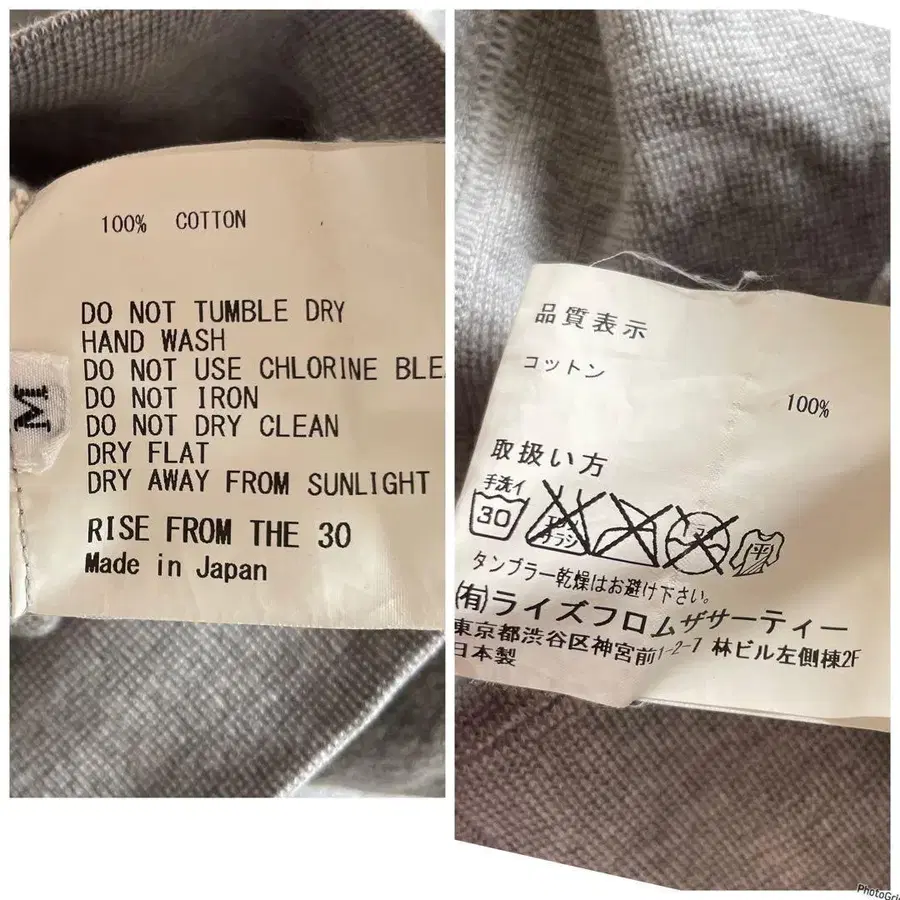 100% COTTON
DO NOT TUMBLE DRY
HAND WASH
DO NOT USE CHLORINE BLE
DO NOT IRON
DO NOT DRY CLEAN
DRY FLAT
DRY AWAY FROM SUNLIGHT
RISE FROM THE 30
Made in Japan
M
品質表示
コットン
100%
取扱い方
手洗イ
30
平
タンブラー乾燥はお避け下さい。
(有)ライズフロムザサーティー
東京都渋谷区神宮前1-2-7 林ビル左側棟2F
日本製